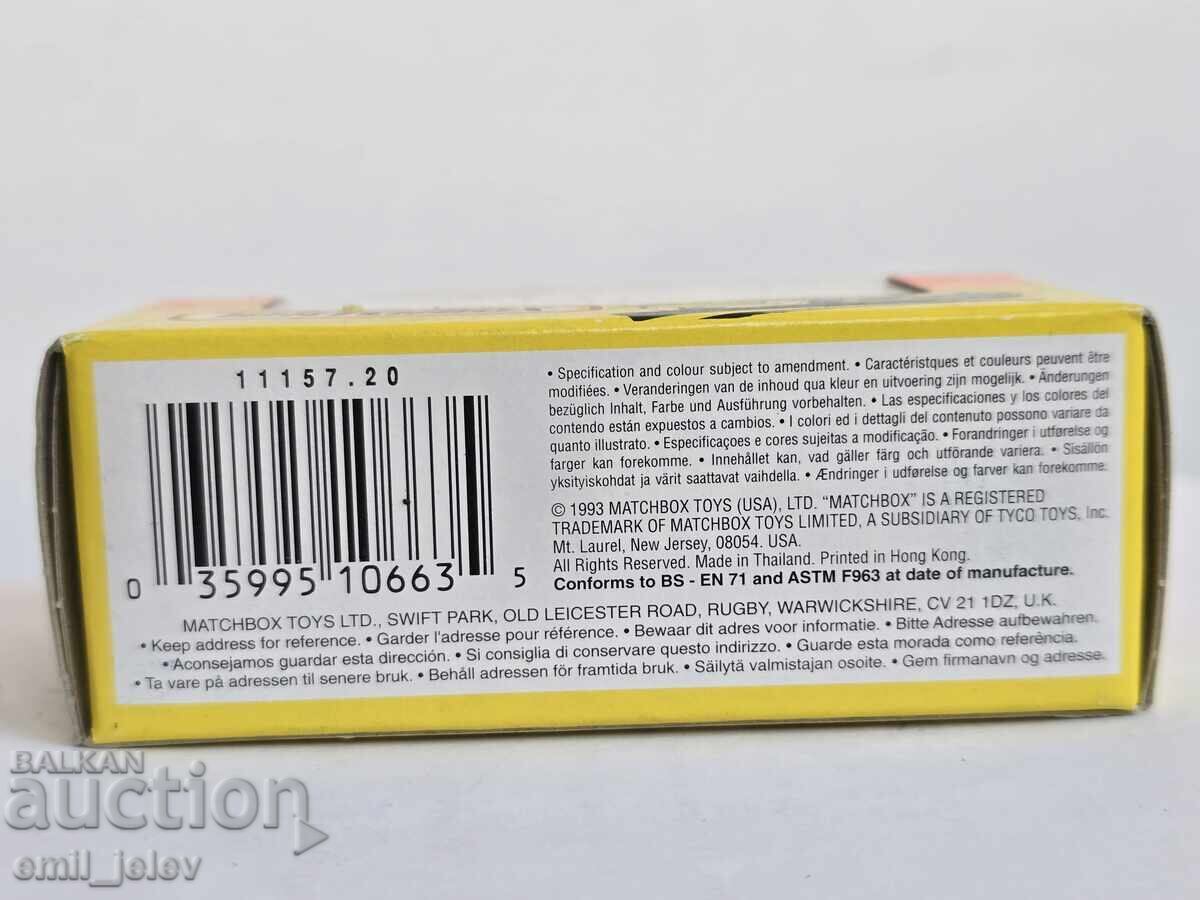 11157.20
0 35995 10663 5
• Specification and colour subject to amendment. • Caractéristques et couleurs peuvent être
modifiées. • Veranderingen van de inhoud qua kleur en uitvoering zijn mogelijk. • Änderungen
bezüglich Inhalt, Farbe und Ausführung vorbehalten. • Las especificaciones y los colores del
contendo están expuestos a cambios. • I colori ed i dettagli del contenuto possono variare da
quanto illustrato. • Especificaçoes e cores sujeitas a modificação. • Forandringer i utførelse og
farger kan forekomme. • Innehållet kan, vad gäller färg och utförande variera. • Sisällön
yksityiskohdat ja värit saattavat vaihdella. • Ændringer i udførelse og farver kan forekomme.
© 1993 MATCHBOX TOYS (USA), LTD. “MATCHBOX” IS A REGISTERED
TRADEMARK OF MATCHBOX TOYS LIMITED, A SUBSIDIARY OF TYCO TOYS, Inc.
Mt. Laurel, New Jersey, 08054. USA.
All Rights Reserved. Made in Thailand. Printed in Hong Kong.
Conforms to BS - EN 71 and ASTM F963 at date of manufacture.
MATCHBOX TOYS LTD., SWIFT PARK, OLD LEICESTER ROAD, RUGBY, WARWICKSHIRE, CV 21 1DZ, U.K.
• Keep address for reference. • Garder l'adresse pour référence. • Bewaar dit adres voor informatie. • Bitte Adresse aufbewahren.
• Aconsejamos guardar esta dirección. • Si consiglia di conservare questo indirizzo. • Guarde esta morada como referência.
• Ta vare på adressen til senere bruk. • Behåll adressen för framtida bruk. • Säilytä valmistajan osoite. • Gem firmanavn og adresse.
BALKAN
auction
emil_jelev